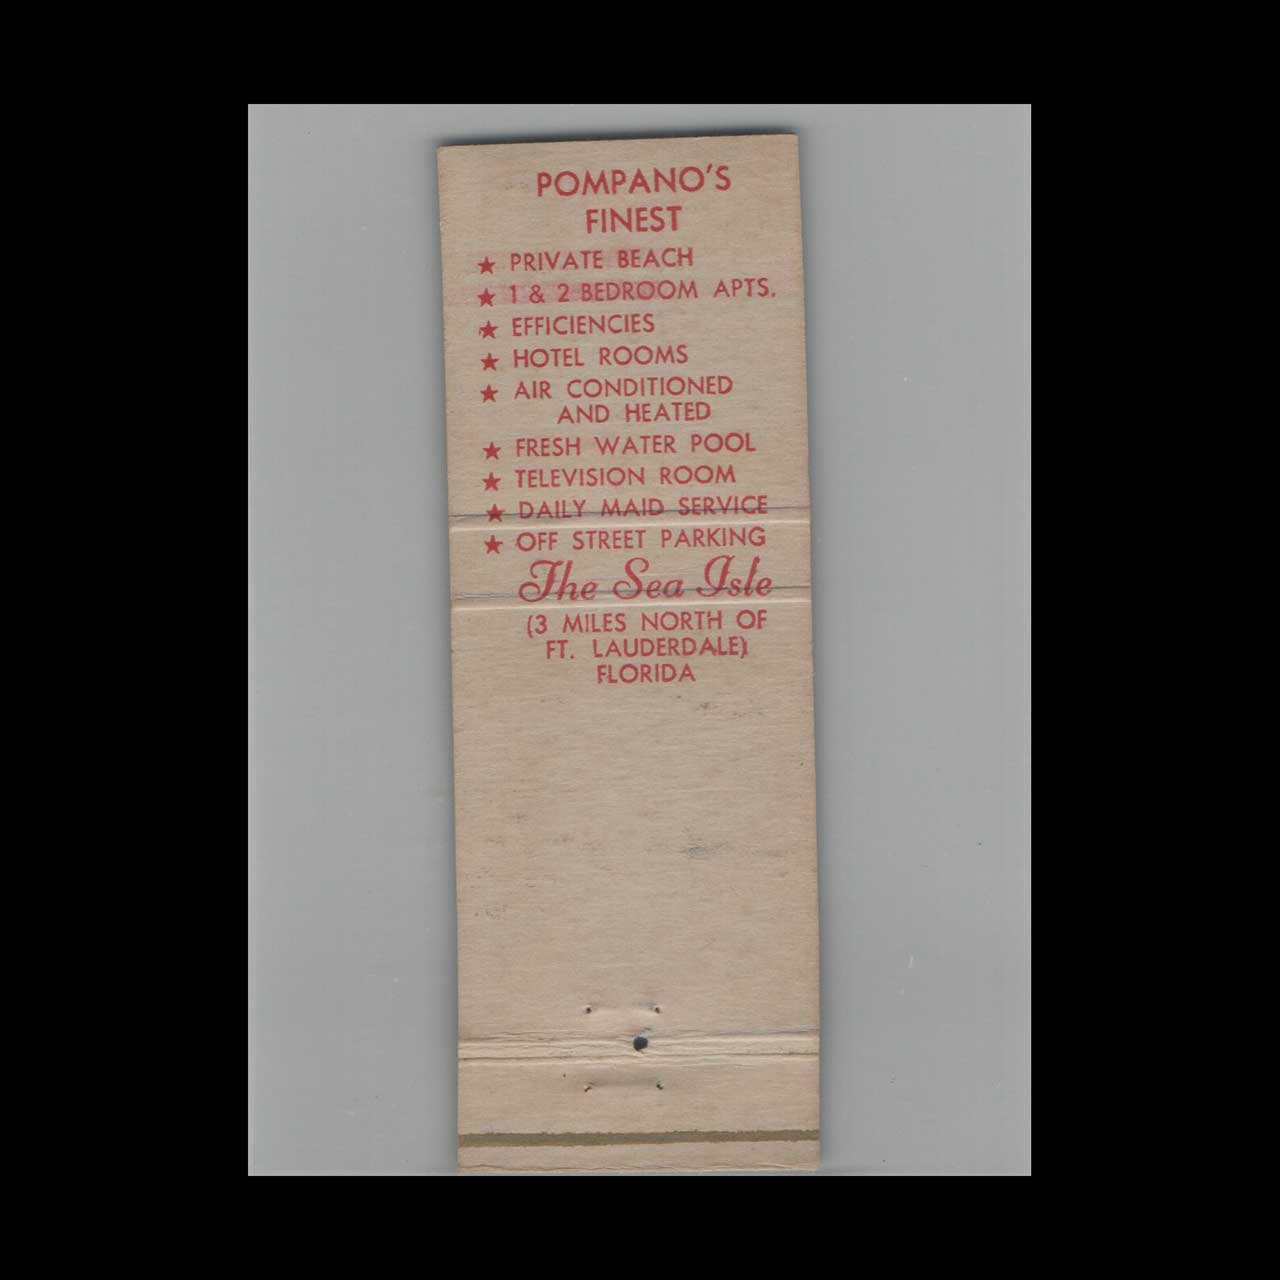 POMPANO'S
FINEST
★ PRIVATE BEACH
★ 1 & 2 BEDROOM APTS.
★ EFFICIENCIES
★ HOTEL ROOMS
★ AIR CONDITIONED
AND HEATED
★ FRESH WATER POOL
★ TELEVISION ROOM
★ DAILY MAID SERVICE
★ OFF STREET PARKING
The Sea Isle
(3 MILES NORTH OF
FT. LAUDERDALE)
FLORIDA